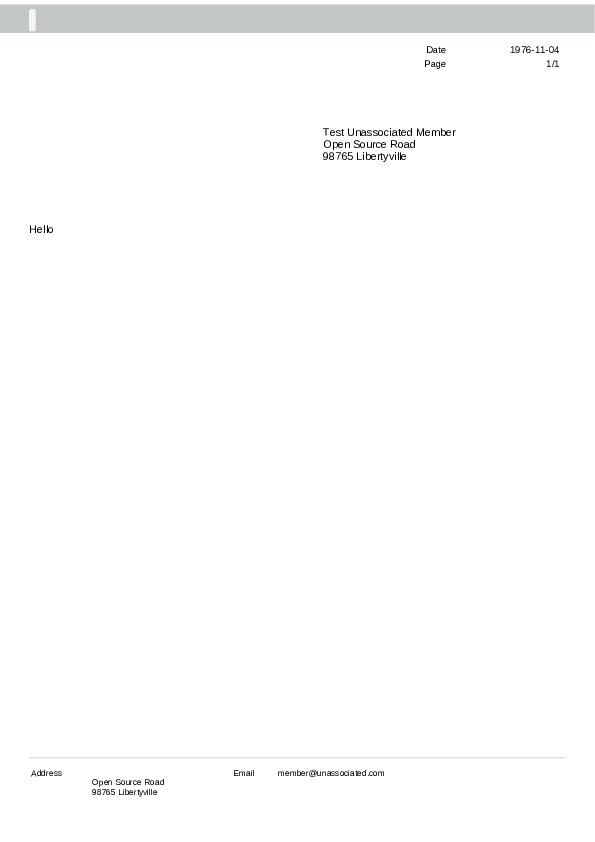 Date 1976-11-04
Page 1/1
Test Unassociated Member
Open Source Road
98765 Libertyville
Hello
Address
Open Source Road
98765 Libertyville
Email member@unassociated.com